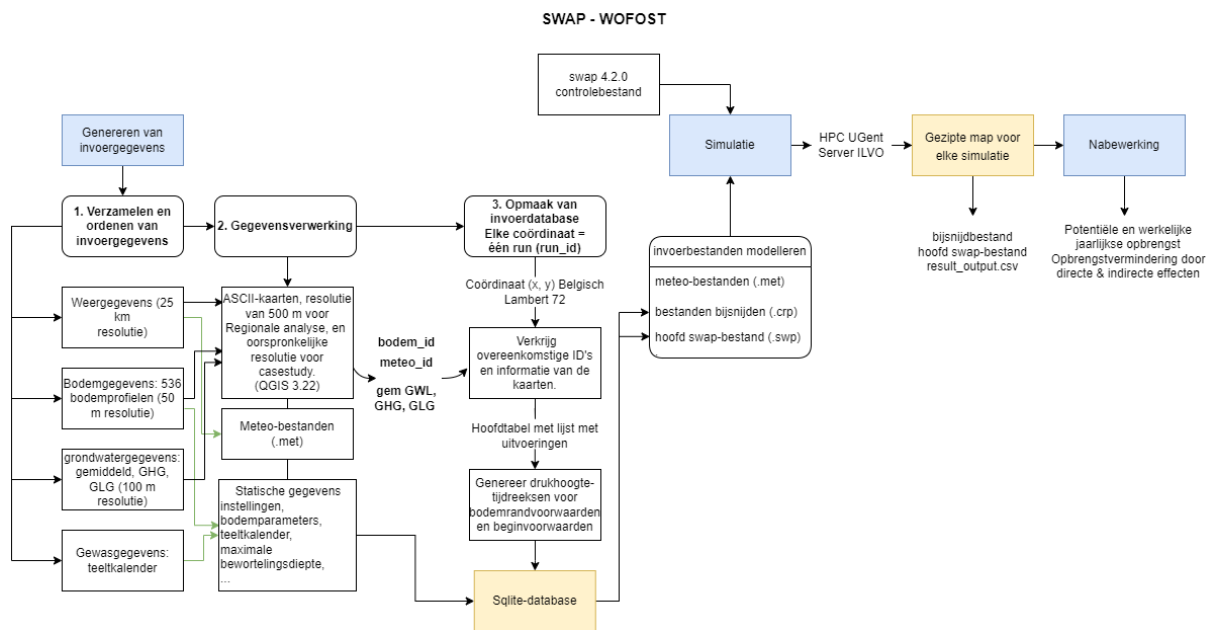 SWAP - WOFOST
swap 4.2.0
controlebestand
Genereren van
invoergegevens
Simulatie
HPC UGent
Server ILVO
Gezipte map voor
elke simulatie
Nabewerking
1. Verzamelen en
ordenen van
invoergegevens
2. Gegevensverwerking
3. Opmaak van
invoerdatabase
Elke coördinaat =
één run (run_id)
bijsnijdbestand
hoofd swap-bestand
result_output.csv
Potentiële en werkelijke
jaarlijkse opbrengst
Opbrengstvermindering door
directe & indirecte effecten
invoerbestanden modelleren
meteo-bestanden (.met)
bestanden bijsnijden (.crp)
hoofd swap-bestand (.swp)
Weergegevens (25
km
resolutie)
ASCII-kaarten, resolutie
van 500 m voor
Regionale analyse, en
oorspronkelijke
resolutie voor
casestudy.
(QGIS 3.22)
Coördinaat (x, y) Belgisch
Lambert 72
bodem_id
meteo_id
gem GWL,
GHG, GLG
Verkrijg
overeenkomstige ID's
en informatie van de
kaarten.
Bodemgegevens: 536
bodemprofielen (50
m resolutie)
Meteo-bestanden
(.met)
Hoofdtabel met lijst met
uitvoeringen
grondwatergegevens:
gemiddeld, GHG,
GLG (100 m
resolutie)
Statische gegevens
instellingen,
bodemparameters,
teeltkalender,
maximale
bewortelingsdiepte,
...
Genereer drukhoogte-
tijdreeksen voor
bodemrandvoorwaarden
en beginvoorwaarden
Gewasgegevens:
teeltkalender
Sqlite-database